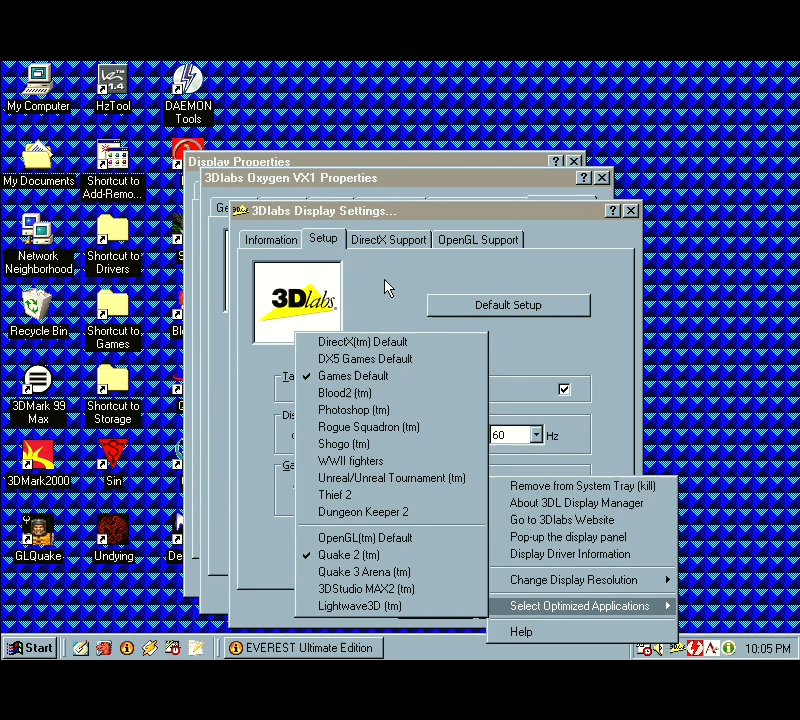 My Computer
HzTool
1.4
DAEMON
Tools
My Documents
Shortcut to
Add-Remo...
Network
Neighborhood
Shortcut to
Drivers
Recycle Bin
Shortcut to
Games
3DMark 99
Max
Shortcut to
Storage
3DMark2000
Sin
GLQuake
Undying
Display Properties
3Dlabs Oxygen VX1 Properties
3Dlabs Display Settings...
Information
Setup
DirectX Support
OpenGL Support
3Dlabs
Default Setup
60
Hz
DirectX(tm) Default
DX5 Games Default
Games Default
Blood2 (tm)
Photoshop (tm)
Rogue Squadron (tm)
Shogo (tm)
WWII fighters
Unreal/Unreal Tournament (tm)
Thief 2
Dungeon Keeper 2
OpenGL(tm) Default
Quake 2 (tm)
Quake 3 Arena (tm)
3DStudio MAX2 (tm)
Lightwave3D (tm)
Remove from System Tray (kill)
About 3DL Display Manager
Go to 3Dlabs Website
Pop-up the display panel
Display Driver Information
Change Display Resolution
Select Optimized Applications
Help
Start
EVEREST Ultimate Edition
10:05 PM